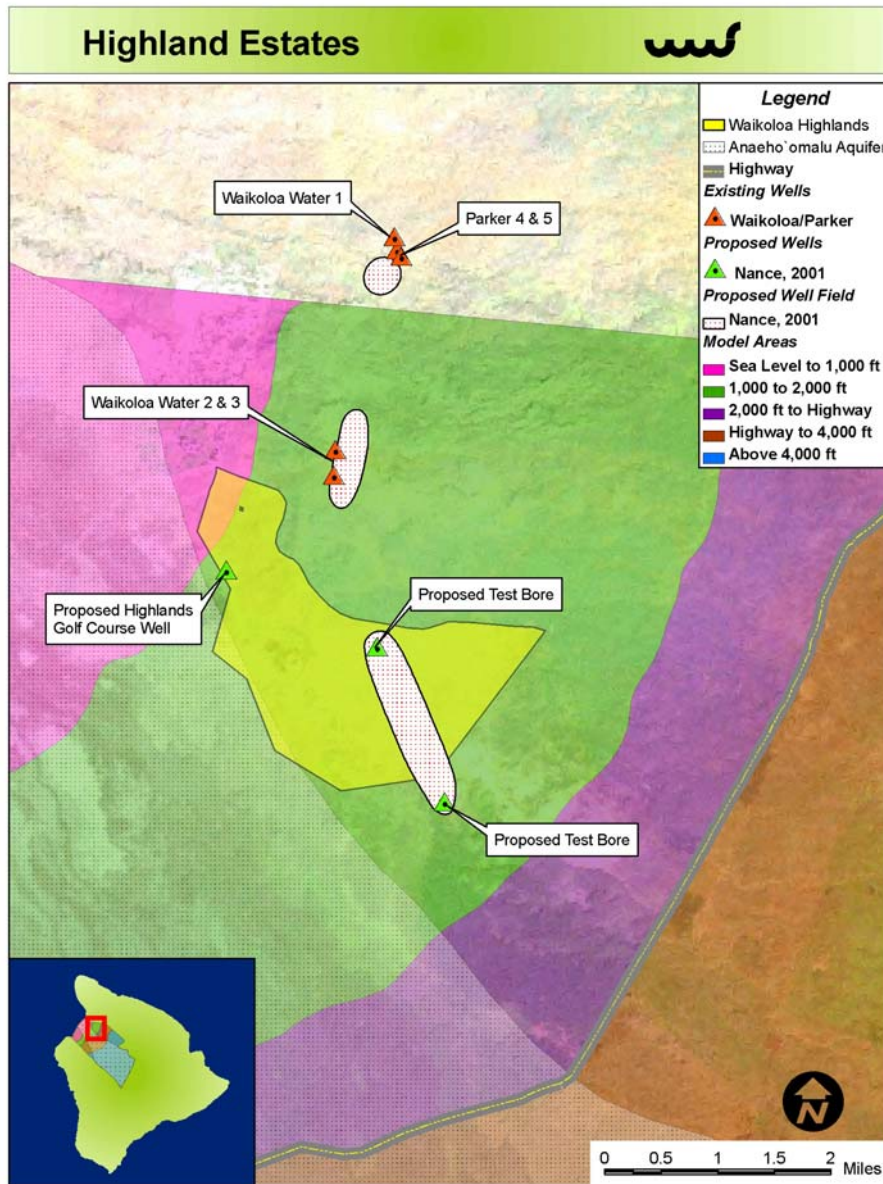 Highland Estates
Legend
Waikoloa Highlands
Anaeho`omalu Aquifer
Highway
Existing Wells
Waikoloa/Parker
Proposed Wells
Nance, 2001
Proposed Well Field
Nance, 2001
Model Areas
Sea Level to 1,000 ft
1,000 to 2,000 ft
2,000 ft to Highway
Highway to 4,000 ft
Above 4,000 ft
Waikoloa Water 1
Parker 4 & 5
Waikoloa Water 2 & 3
Proposed Highlands
Golf Course Well
Proposed Test Bore
Proposed Test Bore
N
0 0.5 1 1.5 2
Miles